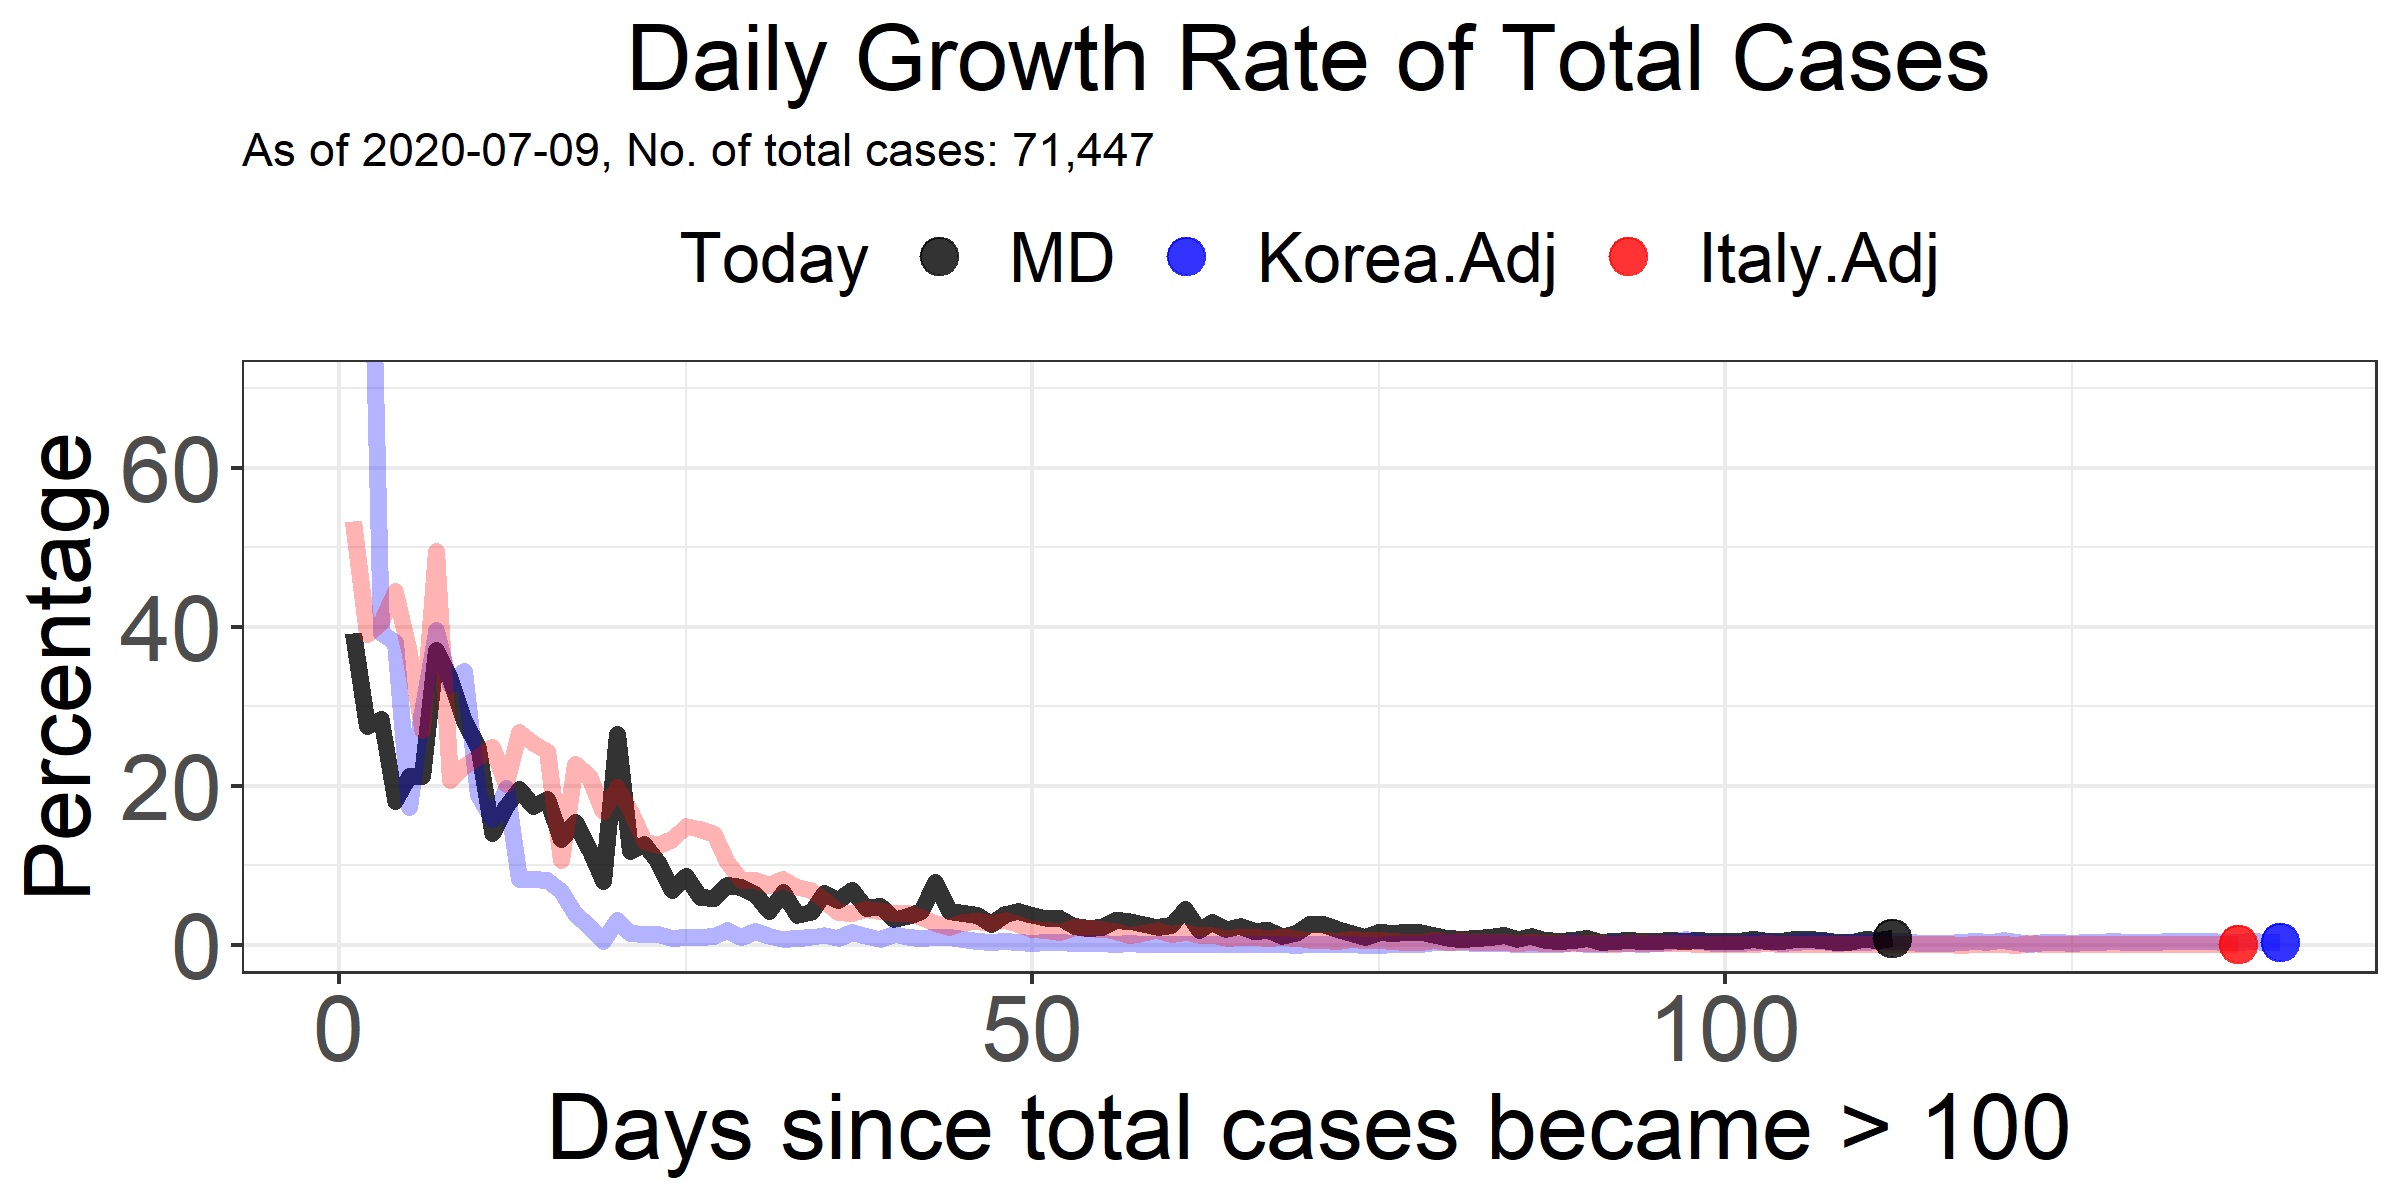 Daily Growth Rate of Total Cases
As of 2020-07-09, No. of total cases: 71,447
Today MD Korea.Adj Italy.Adj
Percentage
60
40
20
0
0 50 100
Days since total cases became > 100